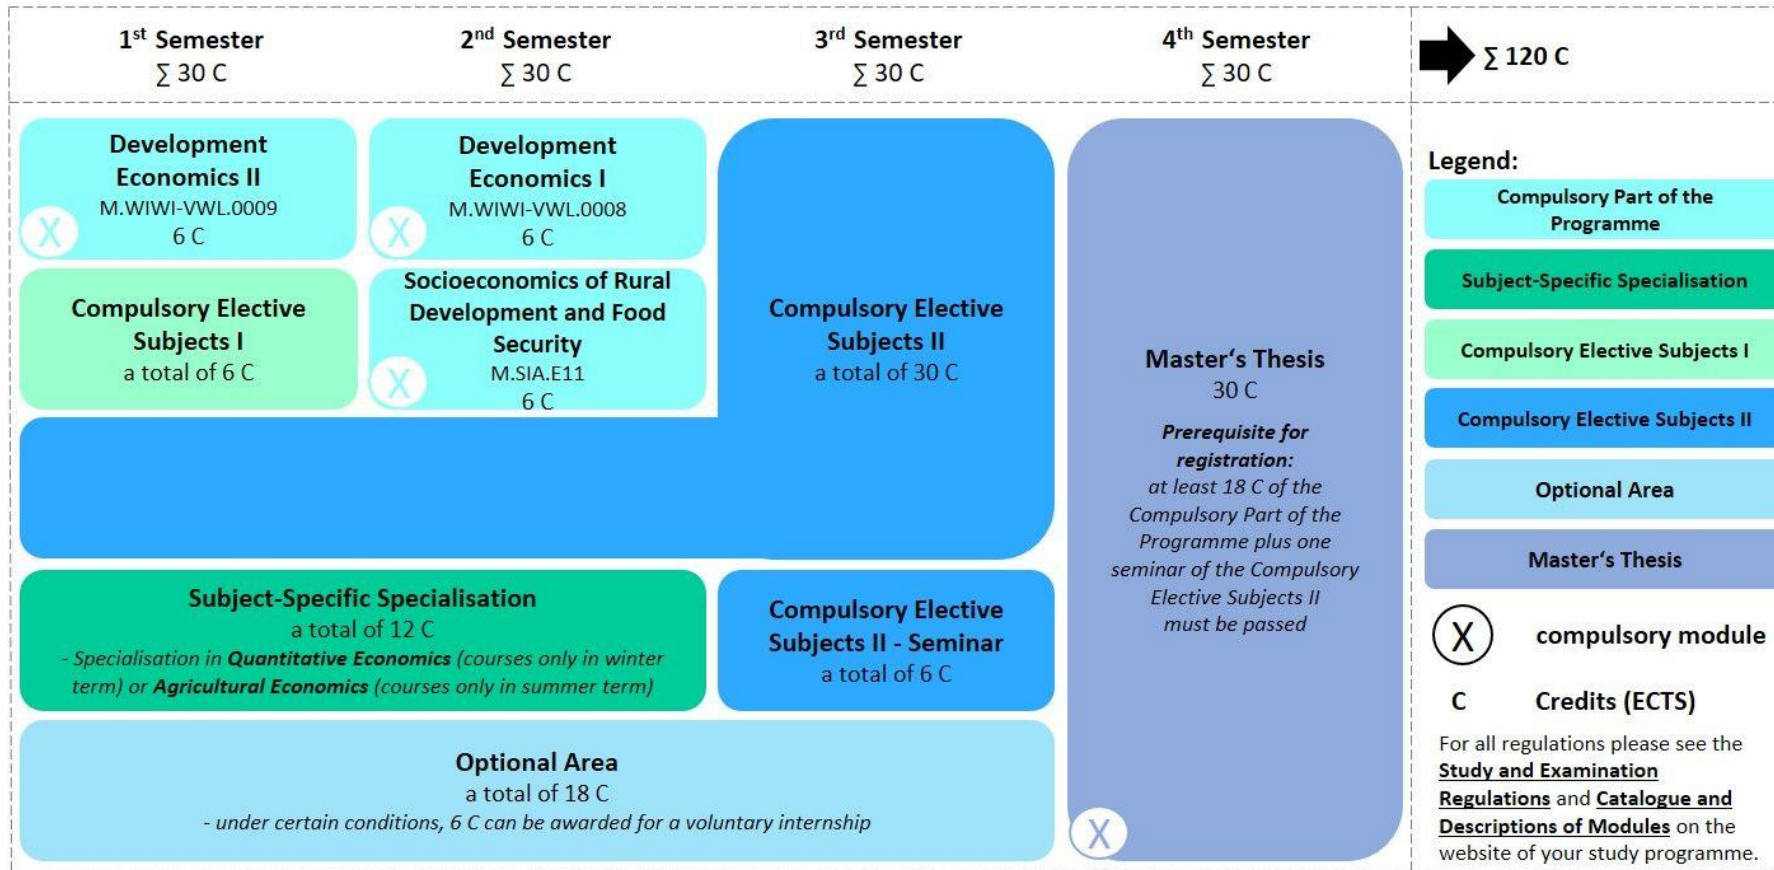 1st Semester
∑ 30 C
2nd Semester
∑ 30 C
3rd Semester
∑ 30 C
4th Semester
∑ 30 C
∑ 120 C
Development
Economics II
M.WIWI-VWL.0009
6 C
X
Development
Economics I
M.WIWI-VWL.0008
6 C
X
Compulsory Elective
Subjects I
a total of 6 C
Socioeconomics of Rural
Development and Food
Security
M.SIA.E11
6 C
X
Compulsory Elective
Subjects II
a total of 30 C
Subject-Specific Specialisation
a total of 12 C
- Specialisation in Quantitative Economics (courses only in winter
term) or Agricultural Economics (courses only in summer term)
Compulsory Elective
Subjects II - Seminar
a total of 6 C
Optional Area
a total of 18 C
- under certain conditions, 6 C can be awarded for a voluntary internship
Master‘s Thesis
30 C
Prerequisite for
registration:
at least 18 C of the
Compulsory Part of the
Programme plus one
seminar of the Compulsory
Elective Subjects II
must be passed
X
Legend:
Compulsory Part of the
Programme
Subject-Specific Specialisation
Compulsory Elective Subjects I
Compulsory Elective Subjects II
Optional Area
Master‘s Thesis
X compulsory module
C Credits (ECTS)
For all regulations please see the
Study and Examination
Regulations and Catalogue and
Descriptions of Modules on the
website of your study programme.